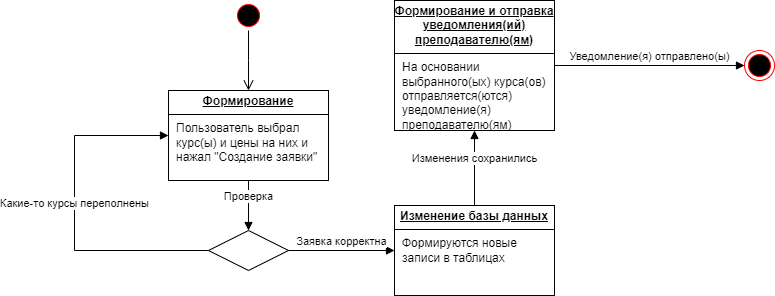 Формирование
Пользователь выбрал
курс(ы) и цены на них и
нажал "Создание заявки"
Проверка
Какие-то курсы переполнены
Заявка корректна
Изменение базы данных
Формируются новые
записи в таблицах
Изменения сохранились
Формирование и отправка
уведомления(ий)
преподавателю(ям)
На основании
выбранного(ых) курса(ов)
отправляется(ются)
уведомление(я)
преподавателю(ям)
Уведомление(я) отправлено(ы)